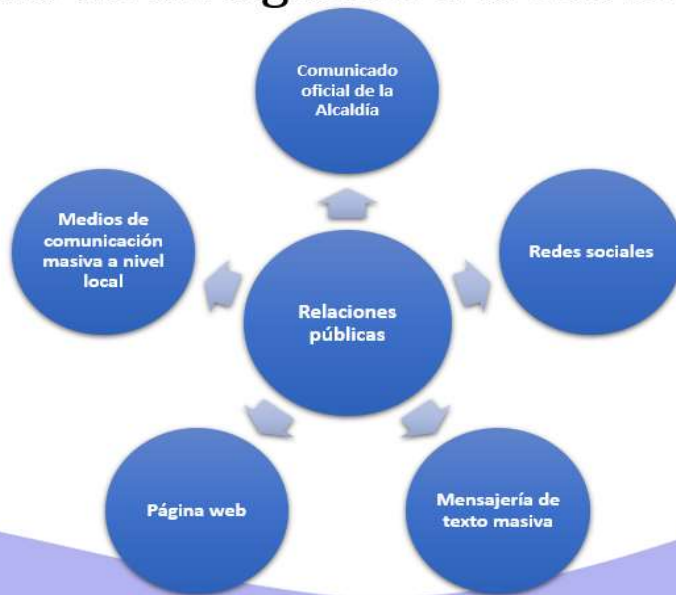 Comunicado
oficial de la
Alcaldía
Medios de
comunicación
masiva a nivel
local
Redes sociales
Relaciones
públicas
Página web
Mensajería de
texto masiva